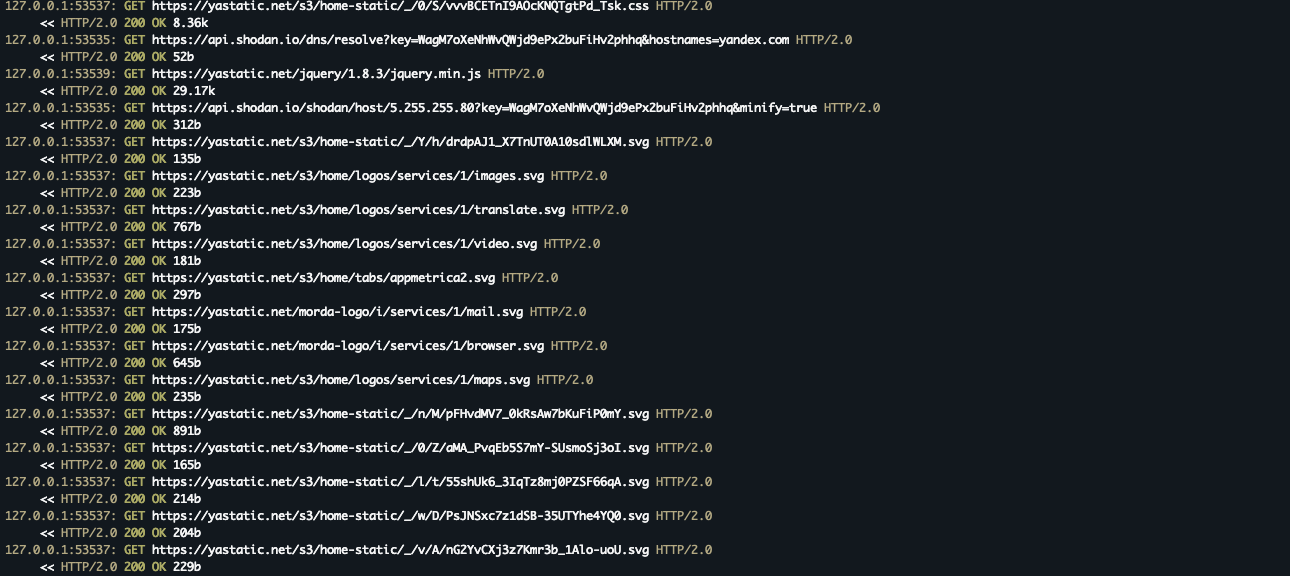 127.0.0.1:53537: GET https://yastatic.net/s3/home-static/_/0/S/vvvBCETnI9AOcKNQTgtPd_Tsk.css HTTP/2.0
<< HTTP/2.0 200 OK 8.36k
127.0.0.1:53535: GET https://api.shodan.io/dns/resolve?key=WagM7oXeNhWvQWjd9ePx2buFiHv2phhq&hostnames=yandex.com HTTP/2.0
<< HTTP/2.0 200 OK 52b
127.0.0.1:53539: GET https://yastatic.net/jquery/1.8.3/jquery.min.js HTTP/2.0
<< HTTP/2.0 200 OK 29.17k
127.0.0.1:53535: GET https://api.shodan.io/shodan/host/5.255.255.80?key=WagM7oXeNhWvQWjd9ePx2buFiHv2phhq&minify=true HTTP/2.0
<< HTTP/2.0 200 OK 312b
127.0.0.1:53537: GET https://yastatic.net/s3/home-static/_/Y/h/drdpAJ1_X7TnUT0A10sdlWLXM.svg HTTP/2.0
<< HTTP/2.0 200 OK 135b
127.0.0.1:53537: GET https://yastatic.net/s3/home/logos/services/1/images.svg HTTP/2.0
<< HTTP/2.0 200 OK 223b
127.0.0.1:53537: GET https://yastatic.net/s3/home/logos/services/1/translate.svg HTTP/2.0
<< HTTP/2.0 200 OK 767b
127.0.0.1:53537: GET https://yastatic.net/s3/home/logos/services/1/video.svg HTTP/2.0
<< HTTP/2.0 200 OK 181b
127.0.0.1:53537: GET https://yastatic.net/s3/home/tabs/appmetrica2.svg HTTP/2.0
<< HTTP/2.0 200 OK 297b
127.0.0.1:53537: GET https://yastatic.net/morda-logo/i/services/1/mail.svg HTTP/2.0
<< HTTP/2.0 200 OK 175b
127.0.0.1:53537: GET https://yastatic.net/morda-logo/i/services/1/browser.svg HTTP/2.0
<< HTTP/2.0 200 OK 645b
127.0.0.1:53537: GET https://yastatic.net/s3/home/logos/services/1/maps.svg HTTP/2.0
<< HTTP/2.0 200 OK 235b
127.0.0.1:53537: GET https://yastatic.net/s3/home-static/_/n/M/pFHvdMV7_0kRsAw7bKuFiP0mY.svg HTTP/2.0
<< HTTP/2.0 200 OK 891b
127.0.0.1:53537: GET https://yastatic.net/s3/home-static/_/0/Z/aMA_PvqEb5S7mY-SUsmoSj3oI.svg HTTP/2.0
<< HTTP/2.0 200 OK 165b
127.0.0.1:53537: GET https://yastatic.net/s3/home-static/_/l/t/55shUk6_3IqTz8mj0PZSF66qA.svg HTTP/2.0
<< HTTP/2.0 200 OK 214b
127.0.0.1:53537: GET https://yastatic.net/s3/home-static/_/w/D/PsJNSxc7z1dSB-35UTYhe4YQ0.svg HTTP/2.0
<< HTTP/2.0 200 OK 204b
127.0.0.1:53537: GET https://yastatic.net/s3/home-static/_/v/A/nG2YvCXj3z7Kmr3b_1Alo-uoU.svg HTTP/2.0
<< HTTP/2.0 200 OK 229b